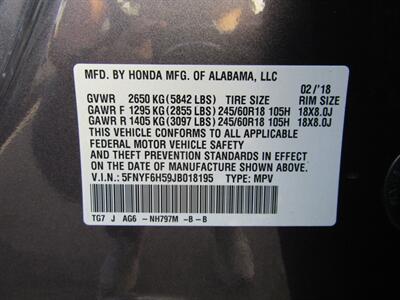 MFD. BY HONDA MFG. OF ALABAMA, LLC
02/'18
GVWR 2650 KG (5842 LBS) TIRE SIZE RIM SIZE
GAWR F 1295 KG (2855 LBS) 245/60R18 105H 18X8.0J
GAWR R 1405 KG (3097 LBS) 245/60R18 105H 18X8.0J
THIS VEHICLE CONFORMS TO ALL APPLICABLE
FEDERAL MOTOR VEHICLE SAFETY
AND THEFT PREVENTION STANDARDS IN EFFECT
ON THE DATE OF MANUFACTURE SHOWN ABOVE.
V.I.N.: 5FNYF6H59JB018195 TYPE: MPV
TG7 J AG6 -NH797M -B-B